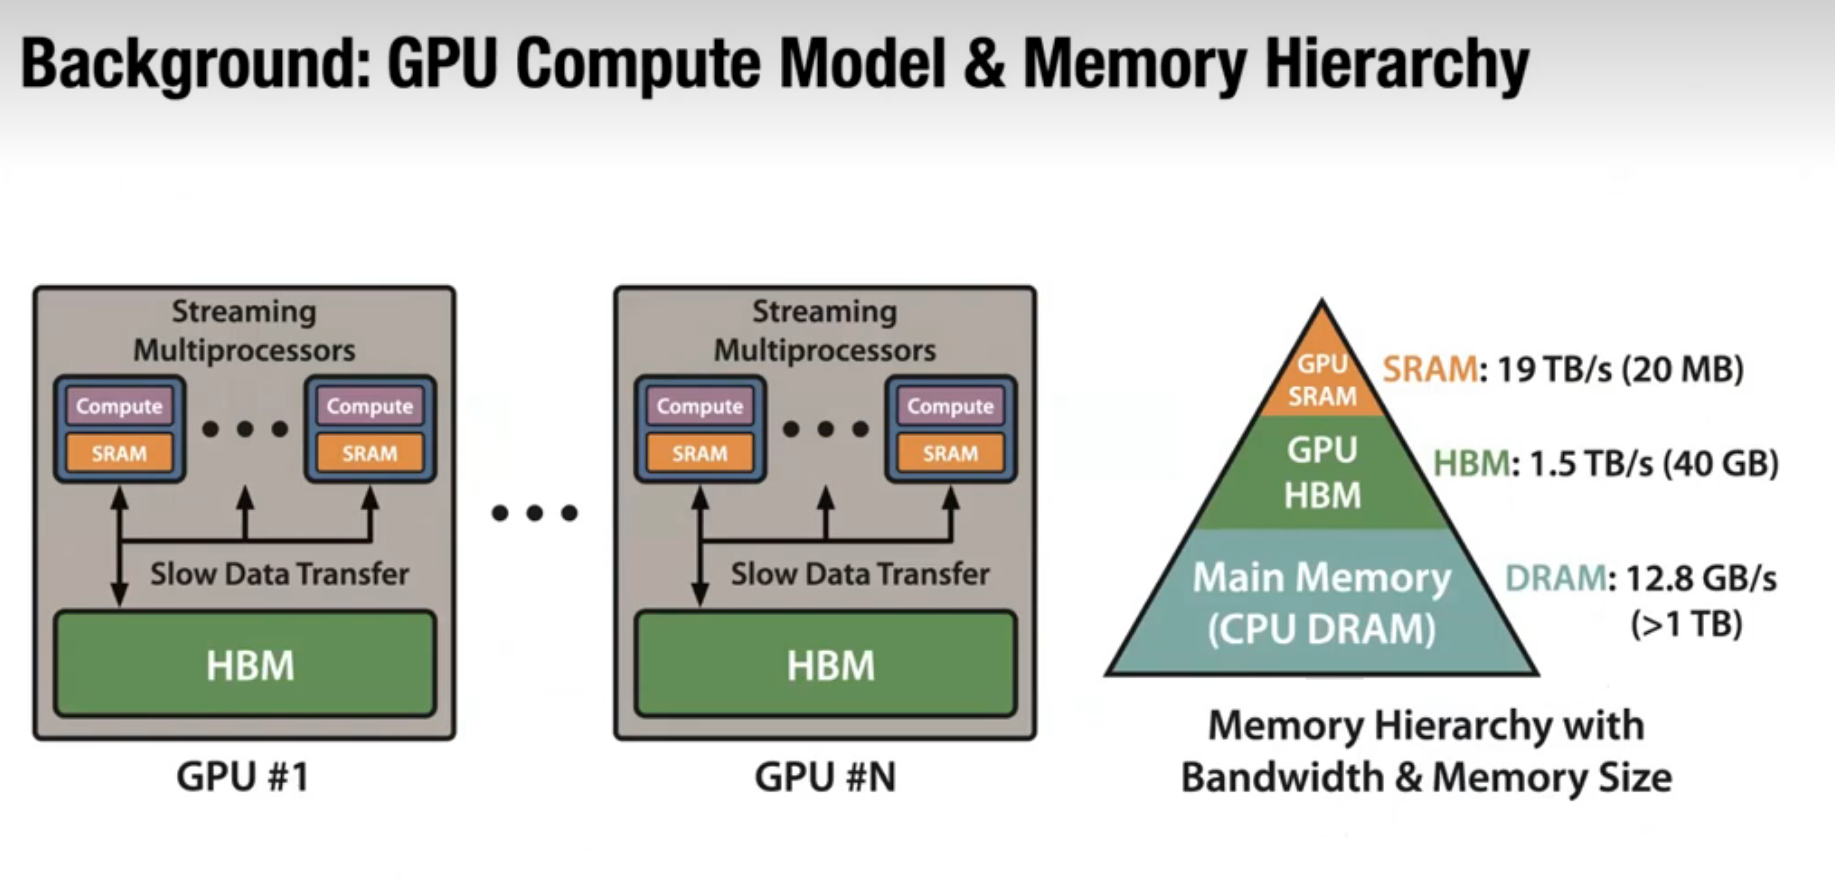 Background: GPU Compute Model & Memory Hierarchy
Streaming
Multiprocessors
Compute
SRAM
Compute
SRAM
Slow Data Transfer
HBM
GPU #1
Streaming
Multiprocessors
Compute
SRAM
Compute
SRAM
Slow Data Transfer
HBM
GPU #N
GPU
SRAM
SRAM: 19 TB/s (20 MB)
GPU
HBM
HBM: 1.5 TB/s (40 GB)
Main Memory
(CPU DRAM)
DRAM: 12.8 GB/s
(>1 TB)
Memory Hierarchy with
Bandwidth & Memory Size